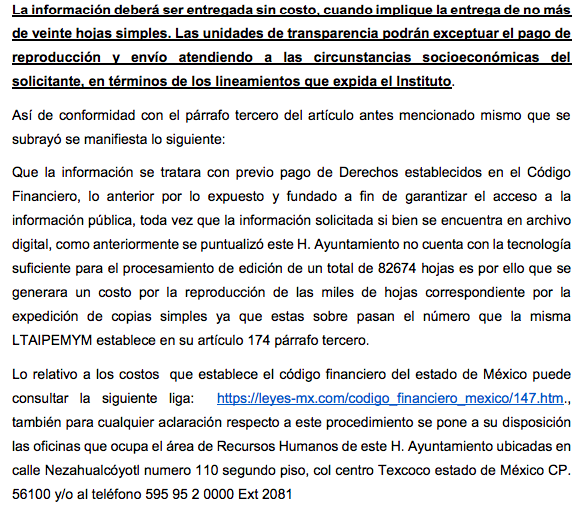 La información deberá ser entregada sin costo, cuando implique la entrega de no más
de veinte hojas simples. Las unidades de transparencia podrán exceptuar el pago de
reproducción y envío atendiendo a las circunstancias socioeconómicas del
solicitante, en términos de los lineamientos que expida el Instituto.
Así de conformidad con el párrafo tercero del artículo antes mencionado mismo que se
subrayó se manifiesta lo siguiente:
Que la información se tratara con previo pago de Derechos establecidos en el Código
Financiero, lo anterior por lo expuesto y fundado a fin de garantizar el acceso a la
información pública, toda vez que la información solicitada si bien se encuentra en archivo
digital, como anteriormente se puntualizó este H. Ayuntamiento no cuenta con la tecnología
suficiente para el procesamiento de edición de un total de 82674 hojas es por ello que se
generara un costo por la reproducción de las miles de hojas correspondiente por la
expedición de copias simples ya que estas sobre pasan el número que la misma
LTAIPEMYM establece en su artículo 174 párrafo tercero.
Lo relativo a los costos que establece el código financiero del estado de México puede
consultar la siguiente liga: https://leyes-mx.com/codigo_financiero_mexico/147.htm.,
también para cualquier aclaración respecto a este procedimiento se pone a su disposición
las oficinas que ocupa el área de Recursos Humanos de este H. Ayuntamiento ubicadas en
calle Nezahualcóyotl numero 110 segundo piso, col centro Texcoco estado de México CP.
56100 y/o al teléfono 595 95 2 0000 Ext 2081